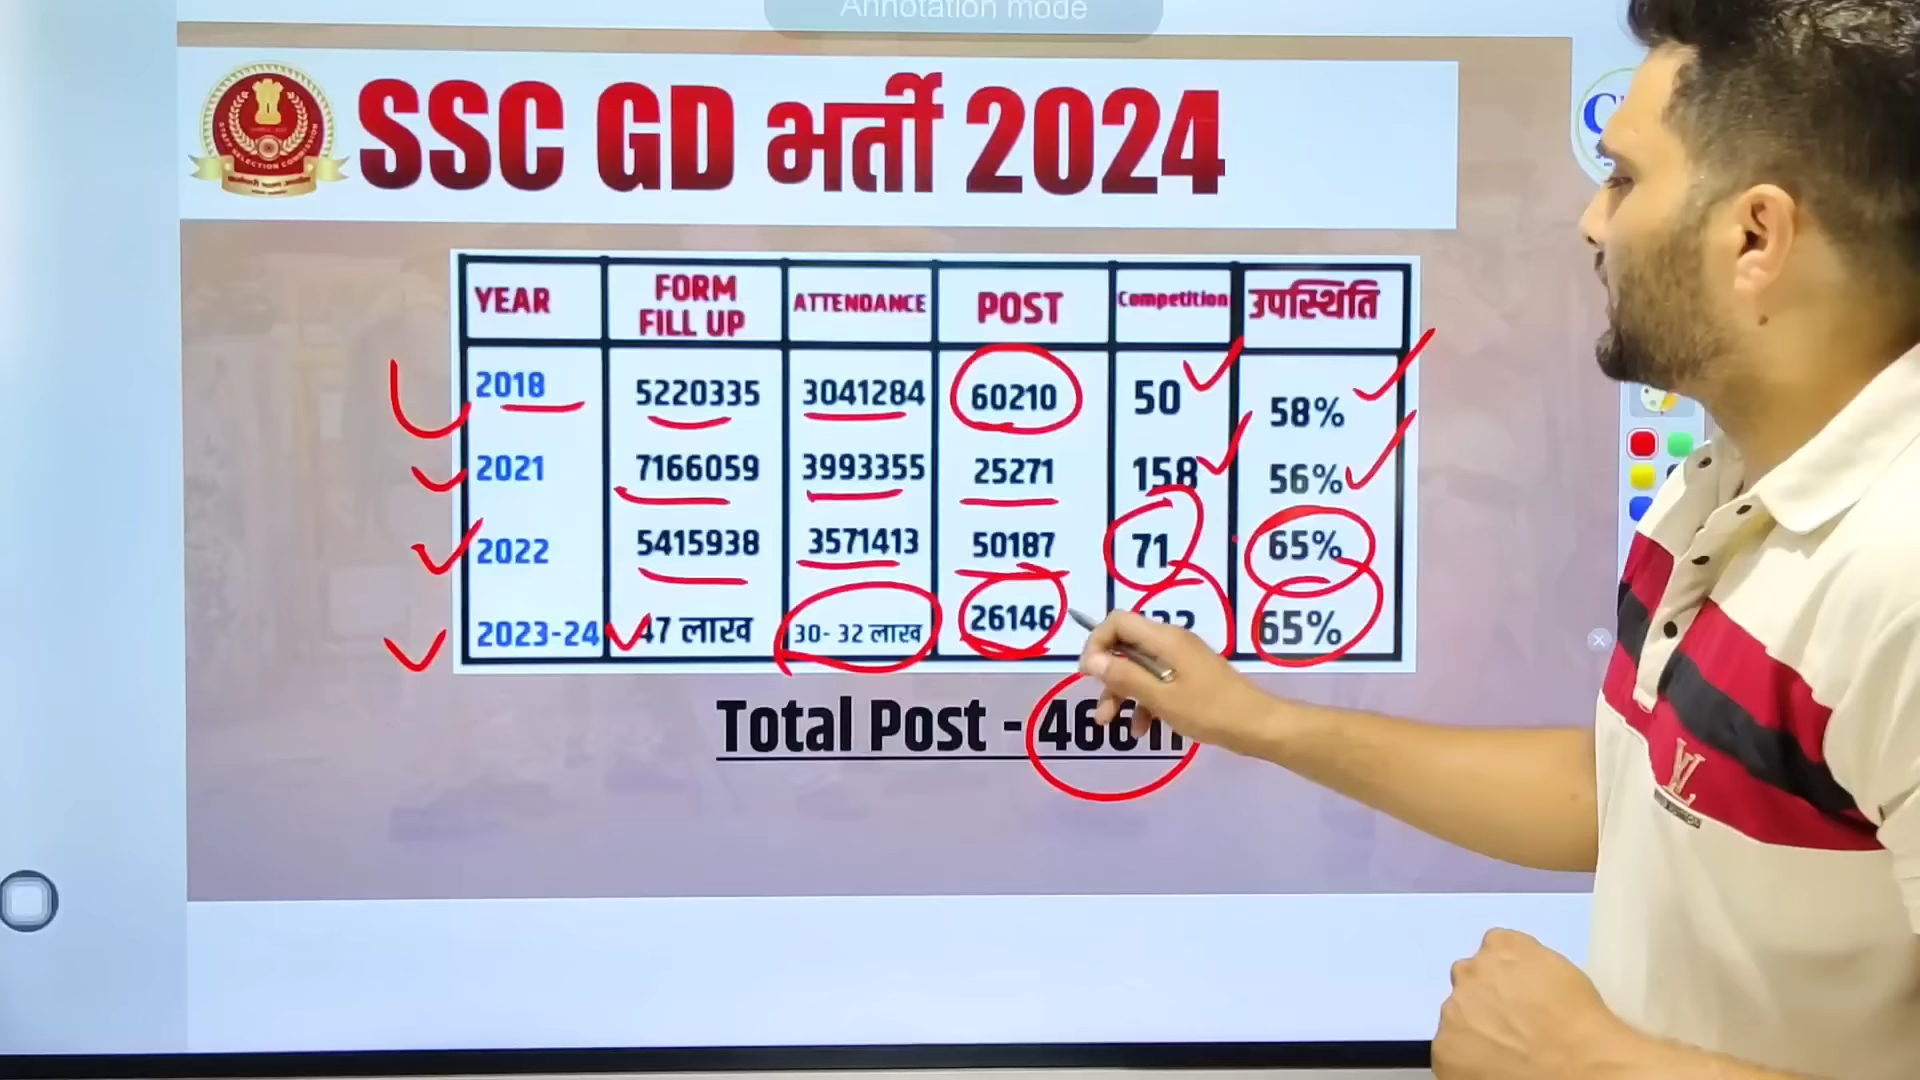 Annotation mode
SSC GD भर्ती 2024
YEAR FORM FILL UP ATTENDANCE POST Competition उपस्थिति
2018 5220335 3041284 60210 50 58%
2021 7166059 3993355 25271 158 56%
2022 5415938 3571413 50187 71 65%
2023-24 47 लाख 30- 32 लाख 26146 65%
Total Post -